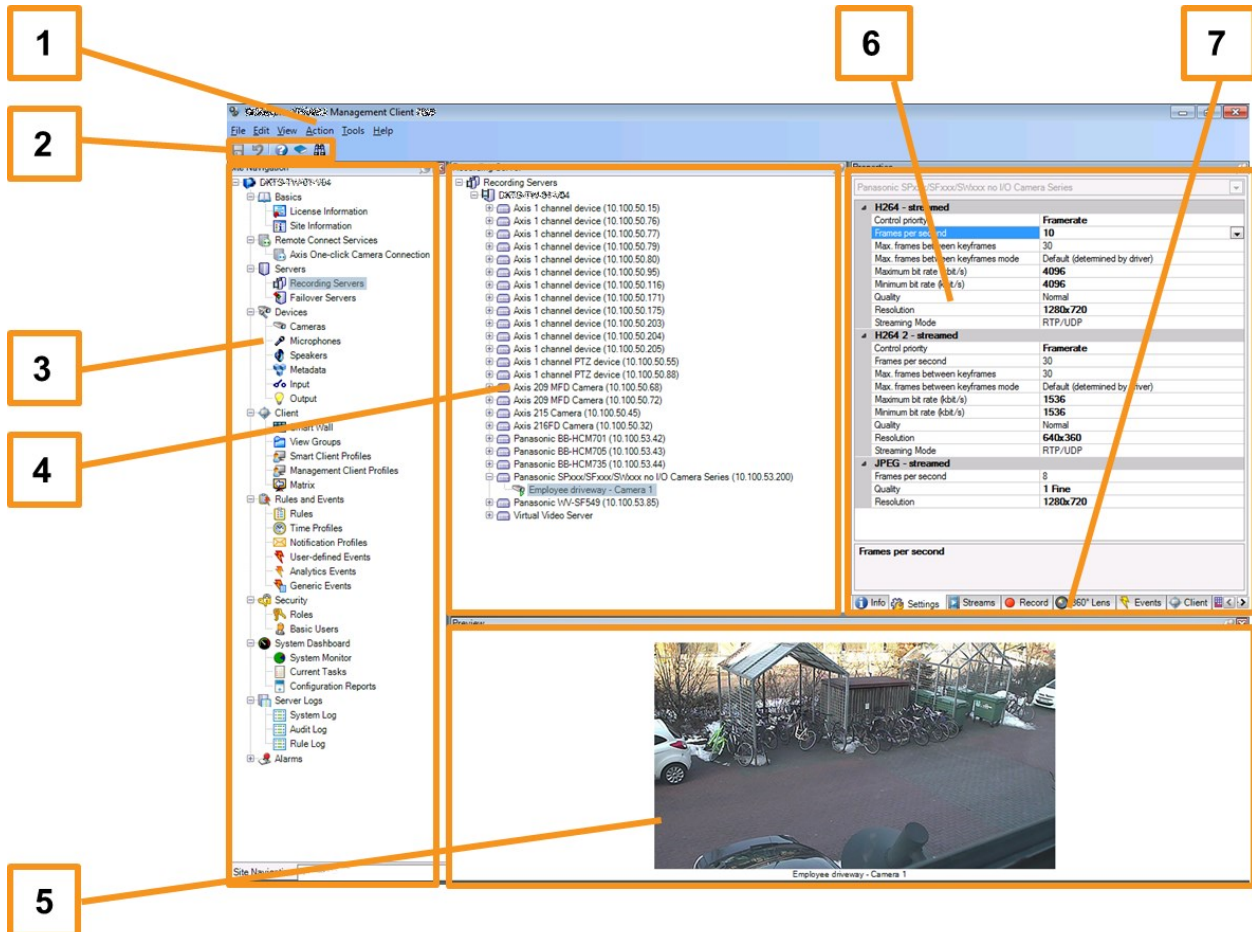 1
6
7
2
3
4
5
Management Client
File Edit View Action Tools Help
Site Navigation
Basics
License Information
Site Information
Remote Connect Services
Axis One-click Camera Connection
Servers
Recording Servers
Failover Servers
Devices
Cameras
Microphones
Speakers
Metadata
Input
Output
Client
Smart Wall
View Groups
Smart Client Profiles
Management Client Profiles
Matrix
Rules and Events
Rules
Time Profiles
Notification Profiles
User-defined Events
Analytics Events
Generic Events
Security
Roles
Basic Users
System Dashboard
System Monitor
Current Tasks
Configuration Reports
Server Logs
System Log
Audit Log
Rule Log
Alarms
Site Navigation
Recording Server
Recording Servers
Axis 1 channel device (10.100.50.15)
Axis 1 channel device (10.100.50.76)
Axis 1 channel device (10.100.50.77)
Axis 1 channel device (10.100.50.79)
Axis 1 channel device (10.100.50.80)
Axis 1 channel device (10.100.50.95)
Axis 1 channel device (10.100.50.116)
Axis 1 channel device (10.100.50.171)
Axis 1 channel device (10.100.50.175)
Axis 1 channel device (10.100.50.203)
Axis 1 channel device (10.100.50.204)
Axis 1 channel device (10.100.50.205)
Axis 1 channel PTZ device (10.100.50.55)
Axis 1 channel PTZ device (10.100.50.88)
Axis 209 MFD Camera (10.100.50.68)
Axis 209 MFD Camera (10.100.50.72)
Axis 215 Camera (10.100.50.45)
Axis 216FD Camera (10.100.50.32)
Panasonic BB-HCM701 (10.100.53.42)
Panasonic BB-HCM705 (10.100.53.43)
Panasonic BB-HCM735 (10.100.53.44)
Panasonic SPxxx/SFxxx/SWxxx no I/O Camera Series (10.100.53.200)
Employee driveway - Camera 1
Panasonic WV-SF549 (10.100.53.85)
Virtual Video Server
Properties
Panasonic SPxxx/SFxxx/SWxxx no I/O Camera Series
H264 - streamed
Control priority Framerate
Frames per second 10
Max. frames between keyframes 30
Max. frames between keyframes mode Default (determined by driver)
Maximum bit rate (kbit/s) 4096
Minimum bit rate (kbit/s) 4096
Quality Normal
Resolution 1280x720
Streaming Mode RTP/UDP
H264 2 - streamed
Control priority Framerate
Frames per second 30
Max. frames between keyframes 30
Max. frames between keyframes mode Default (determined by driver)
Maximum bit rate (kbit/s) 1536
Minimum bit rate (kbit/s) 1536
Quality Normal
Resolution 640x360
Streaming Mode RTP/UDP
JPEG - streamed
Frames per second 8
Quality 1 Fine
Resolution 1280x720
Frames per second
Info Settings Streams Record 360° Lens Events Client
Preview
Employee driveway - Camera 1